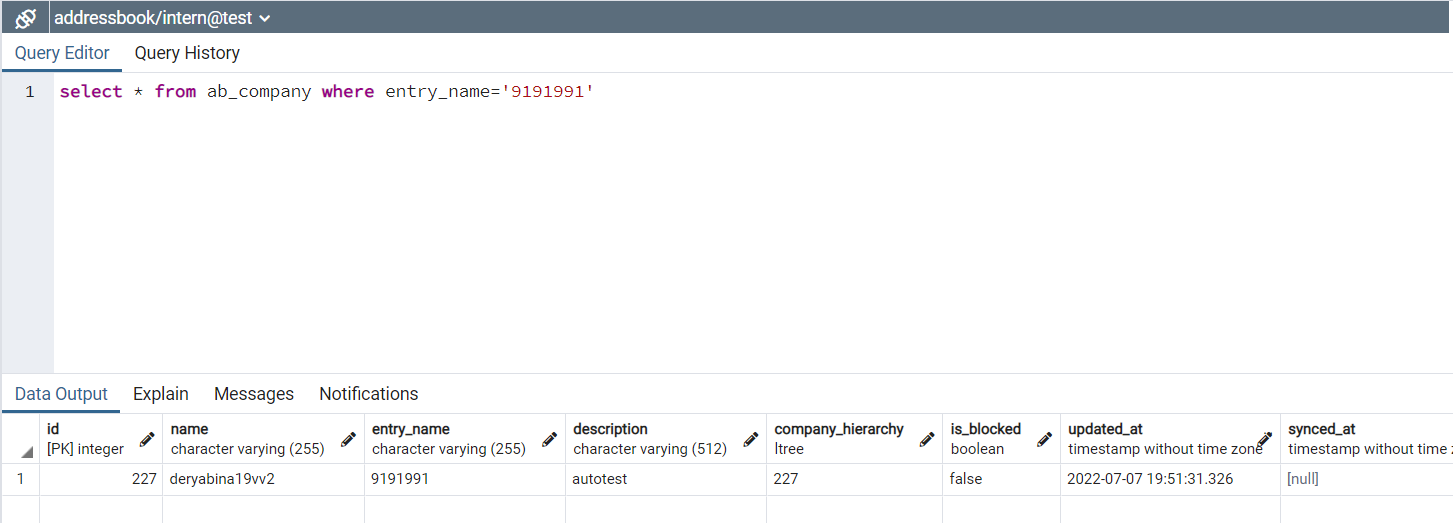 addressbook/intern@test
Query Editor Query History
1 select * from ab_company where entry_name='9191991'
Data Output Explain Messages Notifications
id name entry_name description company_hierarchy is_blocked updated_at synced_at
[PK] integer character varying (255) character varying (255) character varying (512) ltree boolean timestamp without time zone timestamp without time
1 227 deryabina19vv2 9191991 autotest 227 false 2022-07-07 19:51:31.326 [null]